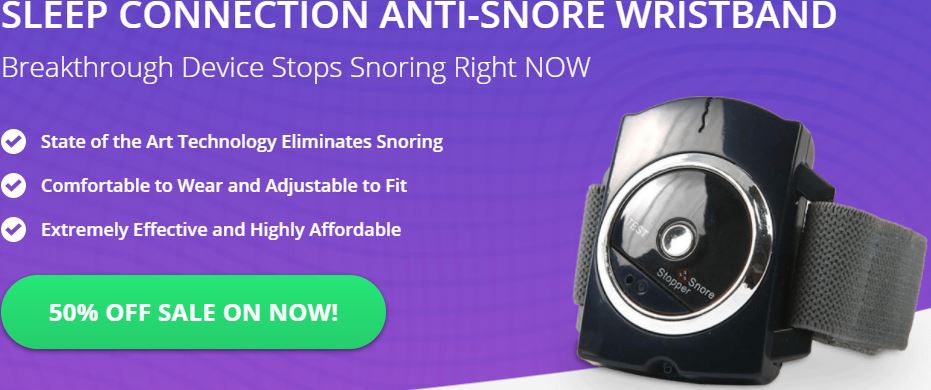 SLEEP CONNECTION ANTI-SNORE WRISTBAND
Breakthrough Device Stops Snoring Right NOW
State of the Art Technology Eliminates Snoring
Comfortable to Wear and Adjustable to Fit
Extremely Effective and Highly Affordable
50% OFF SALE ON NOW!
TEST
Snore
Stopper